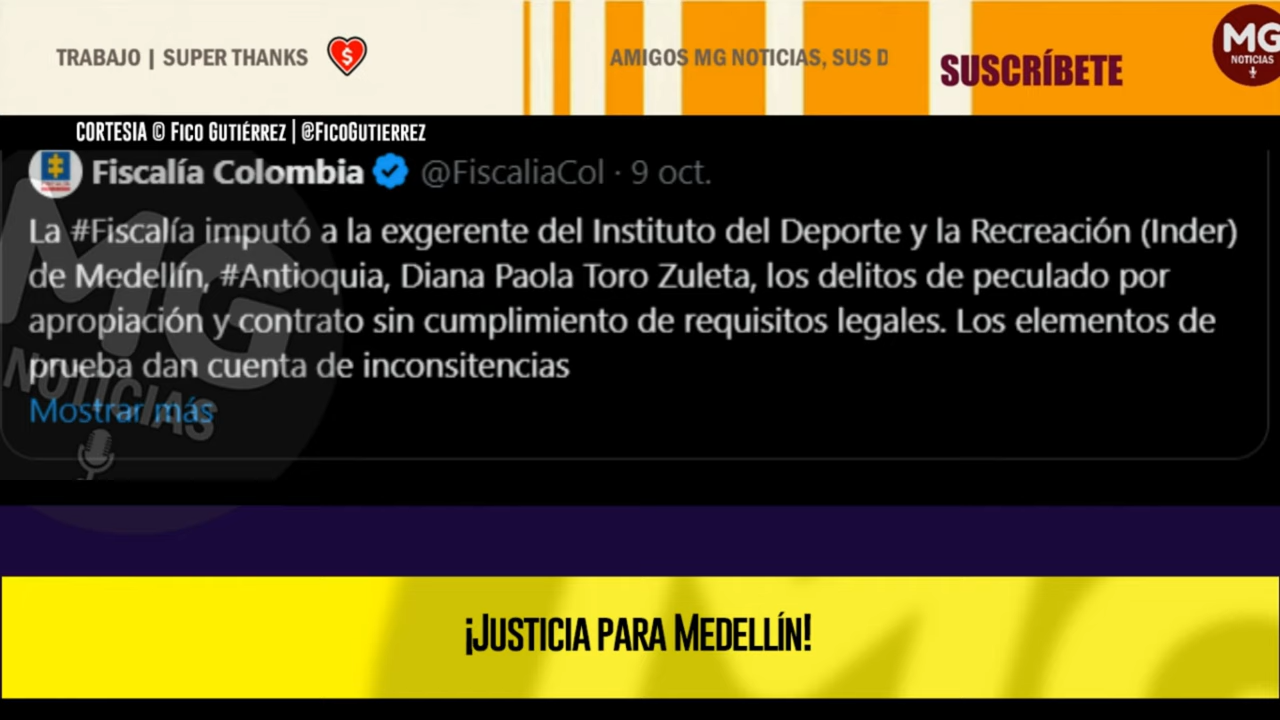 TRABAJO | SUPER THANKS
AMIGOS MG NOTICIAS, SUS D
SUSCRÍBETE
MG
NOTICIAS
CORTESIA © FICO GUTIÉRREZ | @FICOGUTIERREZ
Fiscalía Colombia @FiscaliaCol · 9 oct.
La #Fiscalía imputó a la exgerente del Instituto del Deporte y la Recreación (Inder)
de Medellín, #Antioquia, Diana Paola Toro Zuleta, los delitos de peculado por
apropiación y contrato sin cumplimiento de requisitos legales. Los elementos de
prueba dan cuenta de inconsitencias
Mostrar más
MG
NOTICIAS
¡JUSTICIA PARA MEDELLÍN!